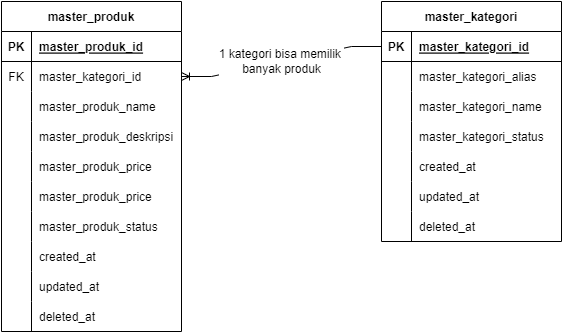 master_produk
PK master_produk_id
FK master_kategori_id
master_produk_name
master_produk_deskripsi
master_produk_price
master_produk_price
master_produk_status
created_at
updated_at
deleted_at
1 kategori bisa memilik
banyak produk
master_kategori
PK master_kategori_id
master_kategori_alias
master_kategori_name
master_kategori_status
created_at
updated_at
deleted_at